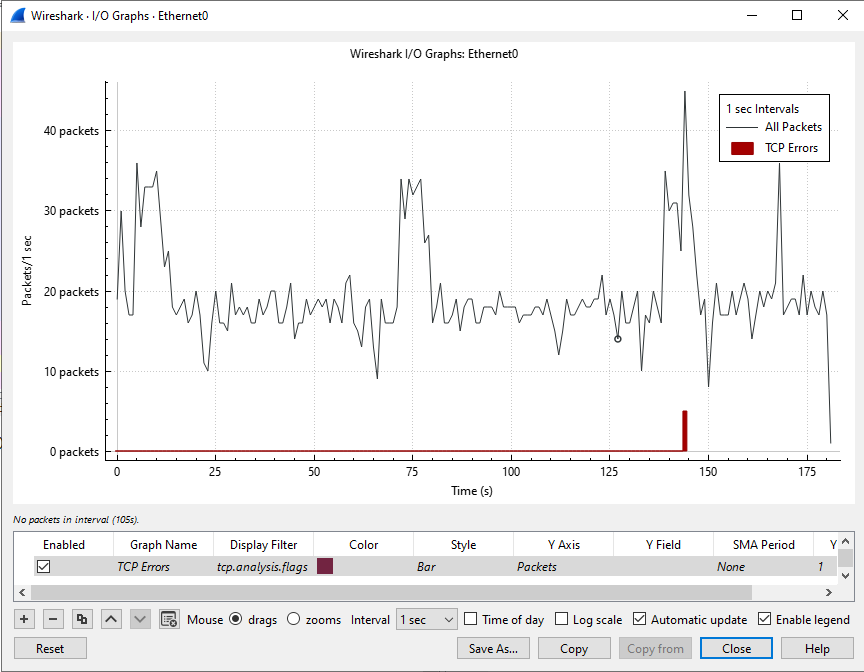 Wireshark · I/O Graphs · Ethernet0
Wireshark I/O Graphs: Ethernet0
1 sec Intervals
All Packets
TCP Errors
40 packets
30 packets
20 packets
10 packets
0 packets
Packets/1 sec
0 25 50 75 100 125 150 175
Time (s)
No packets in interval (105s).
Enabled Graph Name Display Filter Color Style Y Axis Y Field SMA Period Y
TCP Errors tcp.analysis.flags Bar Packets None 1
Mouse drags zooms Interval 1 sec Time of day Log scale Automatic update Enable legend
Reset Save As... Copy Copy from Close Help